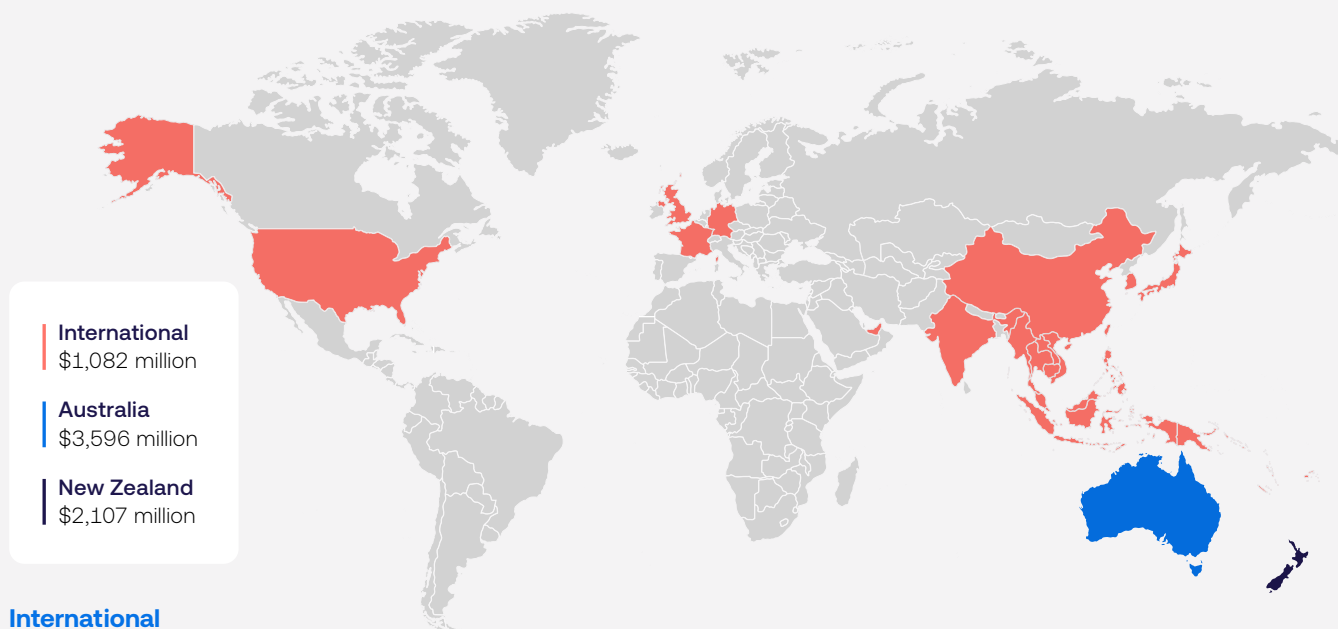 International
$1,082 million
Australia
$3,596 million
New Zealand
$2,107 million
International